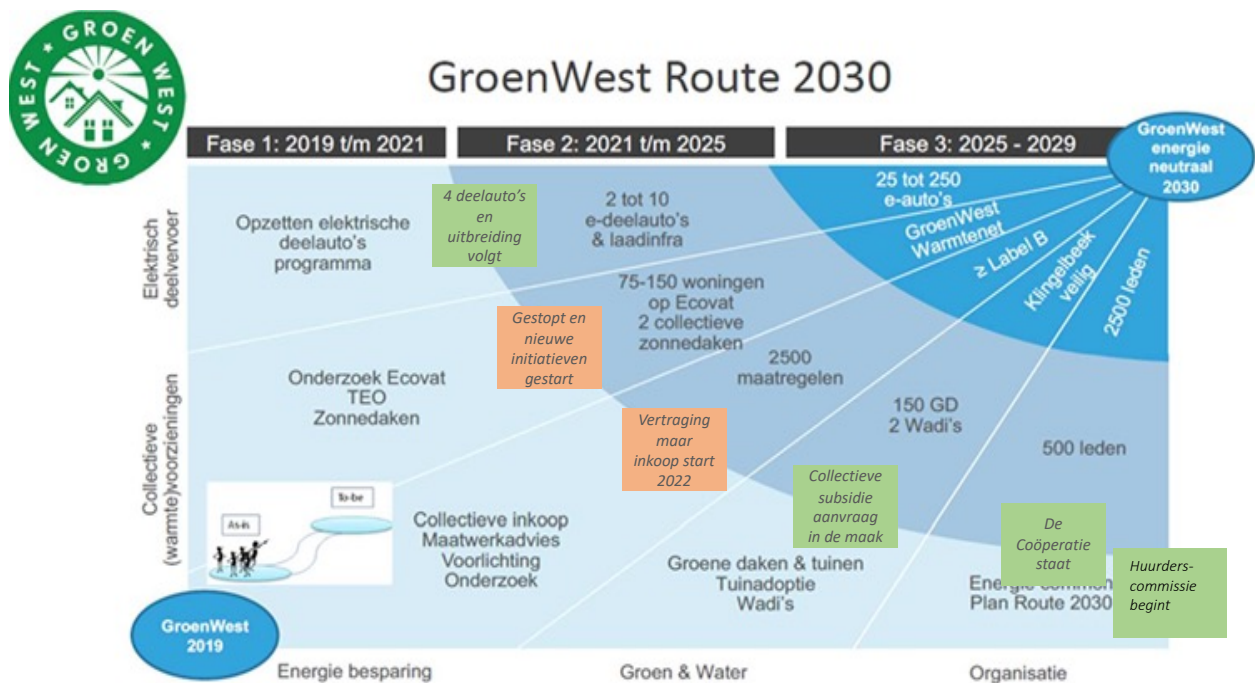 GROEN WEST * GROEN WEST *
GroenWest Route 2030
Fase 1: 2019 t/m 2021
Fase 2: 2021 t/m 2025
Fase 3: 2025 - 2029
GroenWest
energie
neutraal
2030
Elektrisch
deelvervoer
Opzetten elektrische
deelauto's
programma
4 deelauto's
en
uitbreiding
volgt
2 tot 10
e-deelauto's
& laadinfra
25 tot 250
e-auto's
GroenWest
Warmtenet
≥ Label B
Klingelbeek
veilig
2500 leden
Collectieve
(warmte)voorzieningen
Onderzoek Ecovat
TEO
Zonnedaken
Gestopt en
nieuwe
initiatieven
gestart
75-150 woningen
op Ecovat
2 collectieve
zonnedaken
2500
maatregelen
150 GD
2 Wadi's
500 leden
As-is
To-be
Collectieve inkoop
Maatwerkadvies
Voorlichting
Onderzoek
Vertraging
maar
inkoop start
2022
Groene daken & tuinen
Tuinadoptie
Wadi's
Collectieve
subsidie
aanvraag
in de maak
De
Coöperatie
staat
Energie
Plan Route 2030
Huurders-
commissie
begint
GroenWest
2019
Energie besparing
Groen & Water
Organisatie